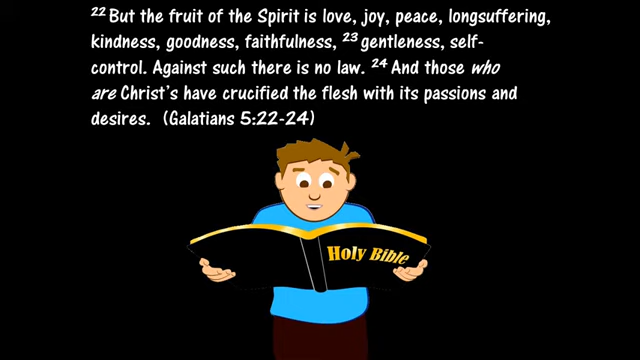 22 But the fruit of the Spirit is love, joy, peace, longsuffering,
kindness, goodness, faithfulness, 23 gentleness, self-
control. Against such there is no law. 24 And those who
are Christ's have crucified the flesh with its passions and
desires. (Galatians 5:22-24)
Holy Bible